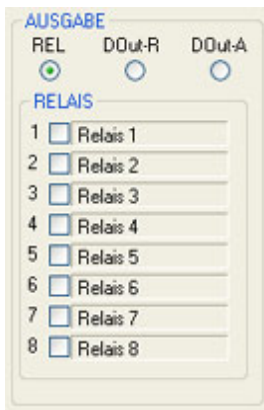 AUSGABE
REL DOut-R DOut-A
RELAIS
1 Relais 1
2 Relais 2
3 Relais 3
4 Relais 4
5 Relais 5
6 Relais 6
7 Relais 7
8 Relais 8